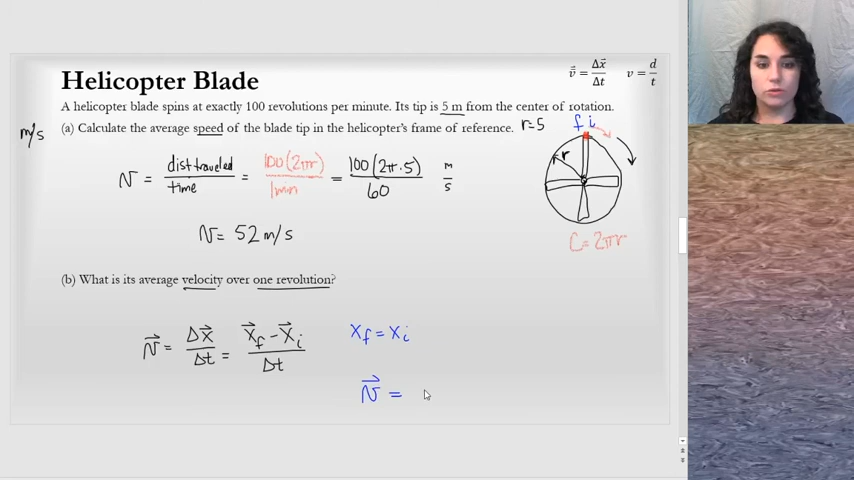 Helicopter Blade
v⃗ = Δx⃗/Δt v = d/t
A helicopter blade spins at exactly 100 revolutions per minute. Its tip is 5 m from the center of rotation.
m/s
(a) Calculate the average speed of the blade tip in the helicopter's frame of reference. r=5
f i
r
v = dist traveled/time = 100(2πr)/1min = 100(2π·5)/60 m/s
v = 52 m/s
C = 2πr
(b) What is its average velocity over one revolution?
v⃗ = Δx⃗/Δt = (x⃗f − x⃗i)/Δt xf = xi
v⃗ =